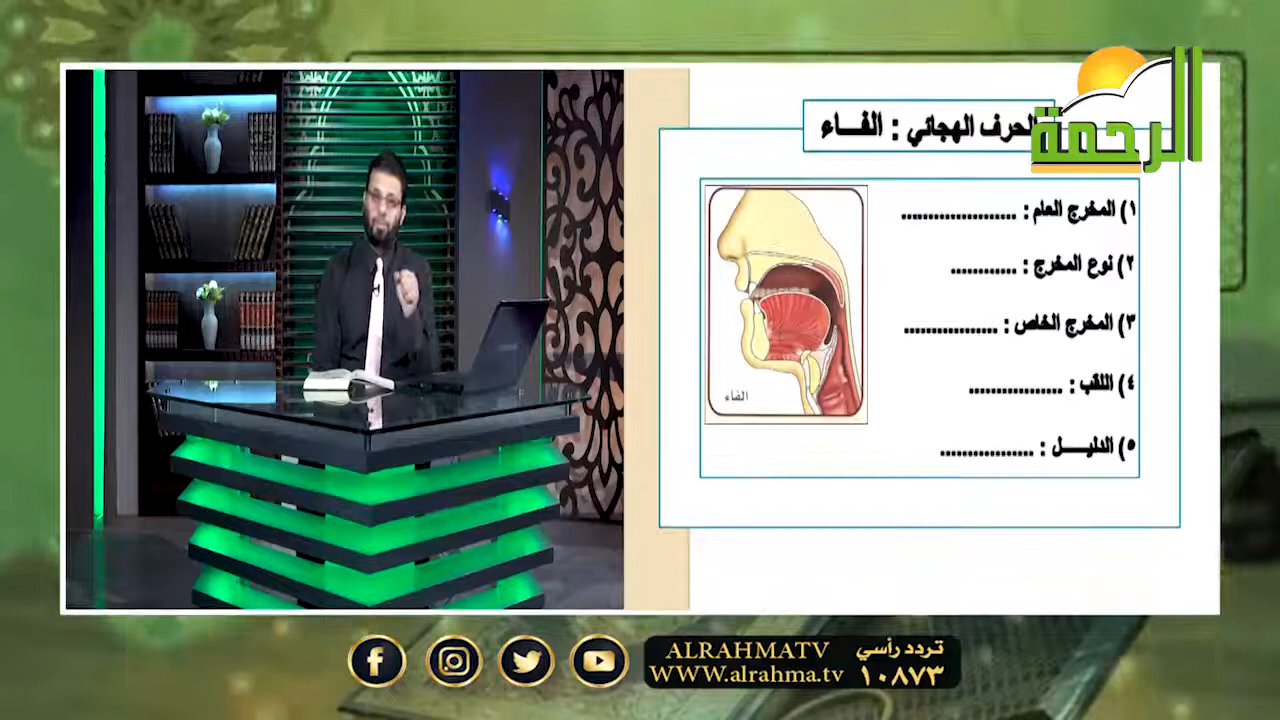 الرحمة
الحرف الهجائي : الفـــاء
١) المخرج العام : .....................
٢) نوع المخرج : ............
٣) المخرج الخاص : .................
٤) اللقب : .................
٥) الدليـــــل : .................
الفاء
ALRAHMATV
WWW.alrahma.tv
تردد رأسي
١٠٨٧٣